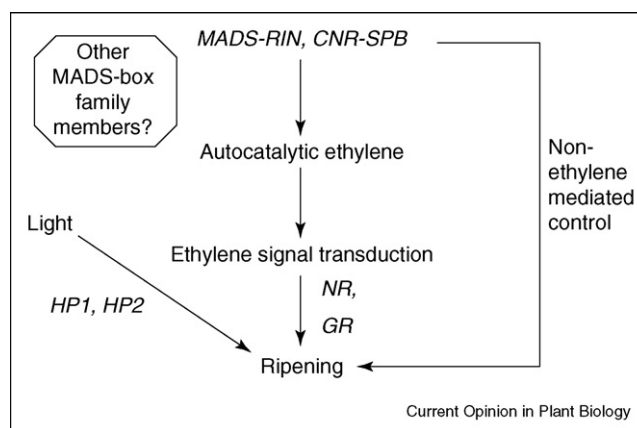 Other
MADS-box
family
members?
MADS-RIN, CNR-SPB
Autocatalytic ethylene
Non-
ethylene
mediated
control
Light
Ethylene signal transduction
HP1, HP2
NR,
GR
Ripening
Current Opinion in Plant Biology